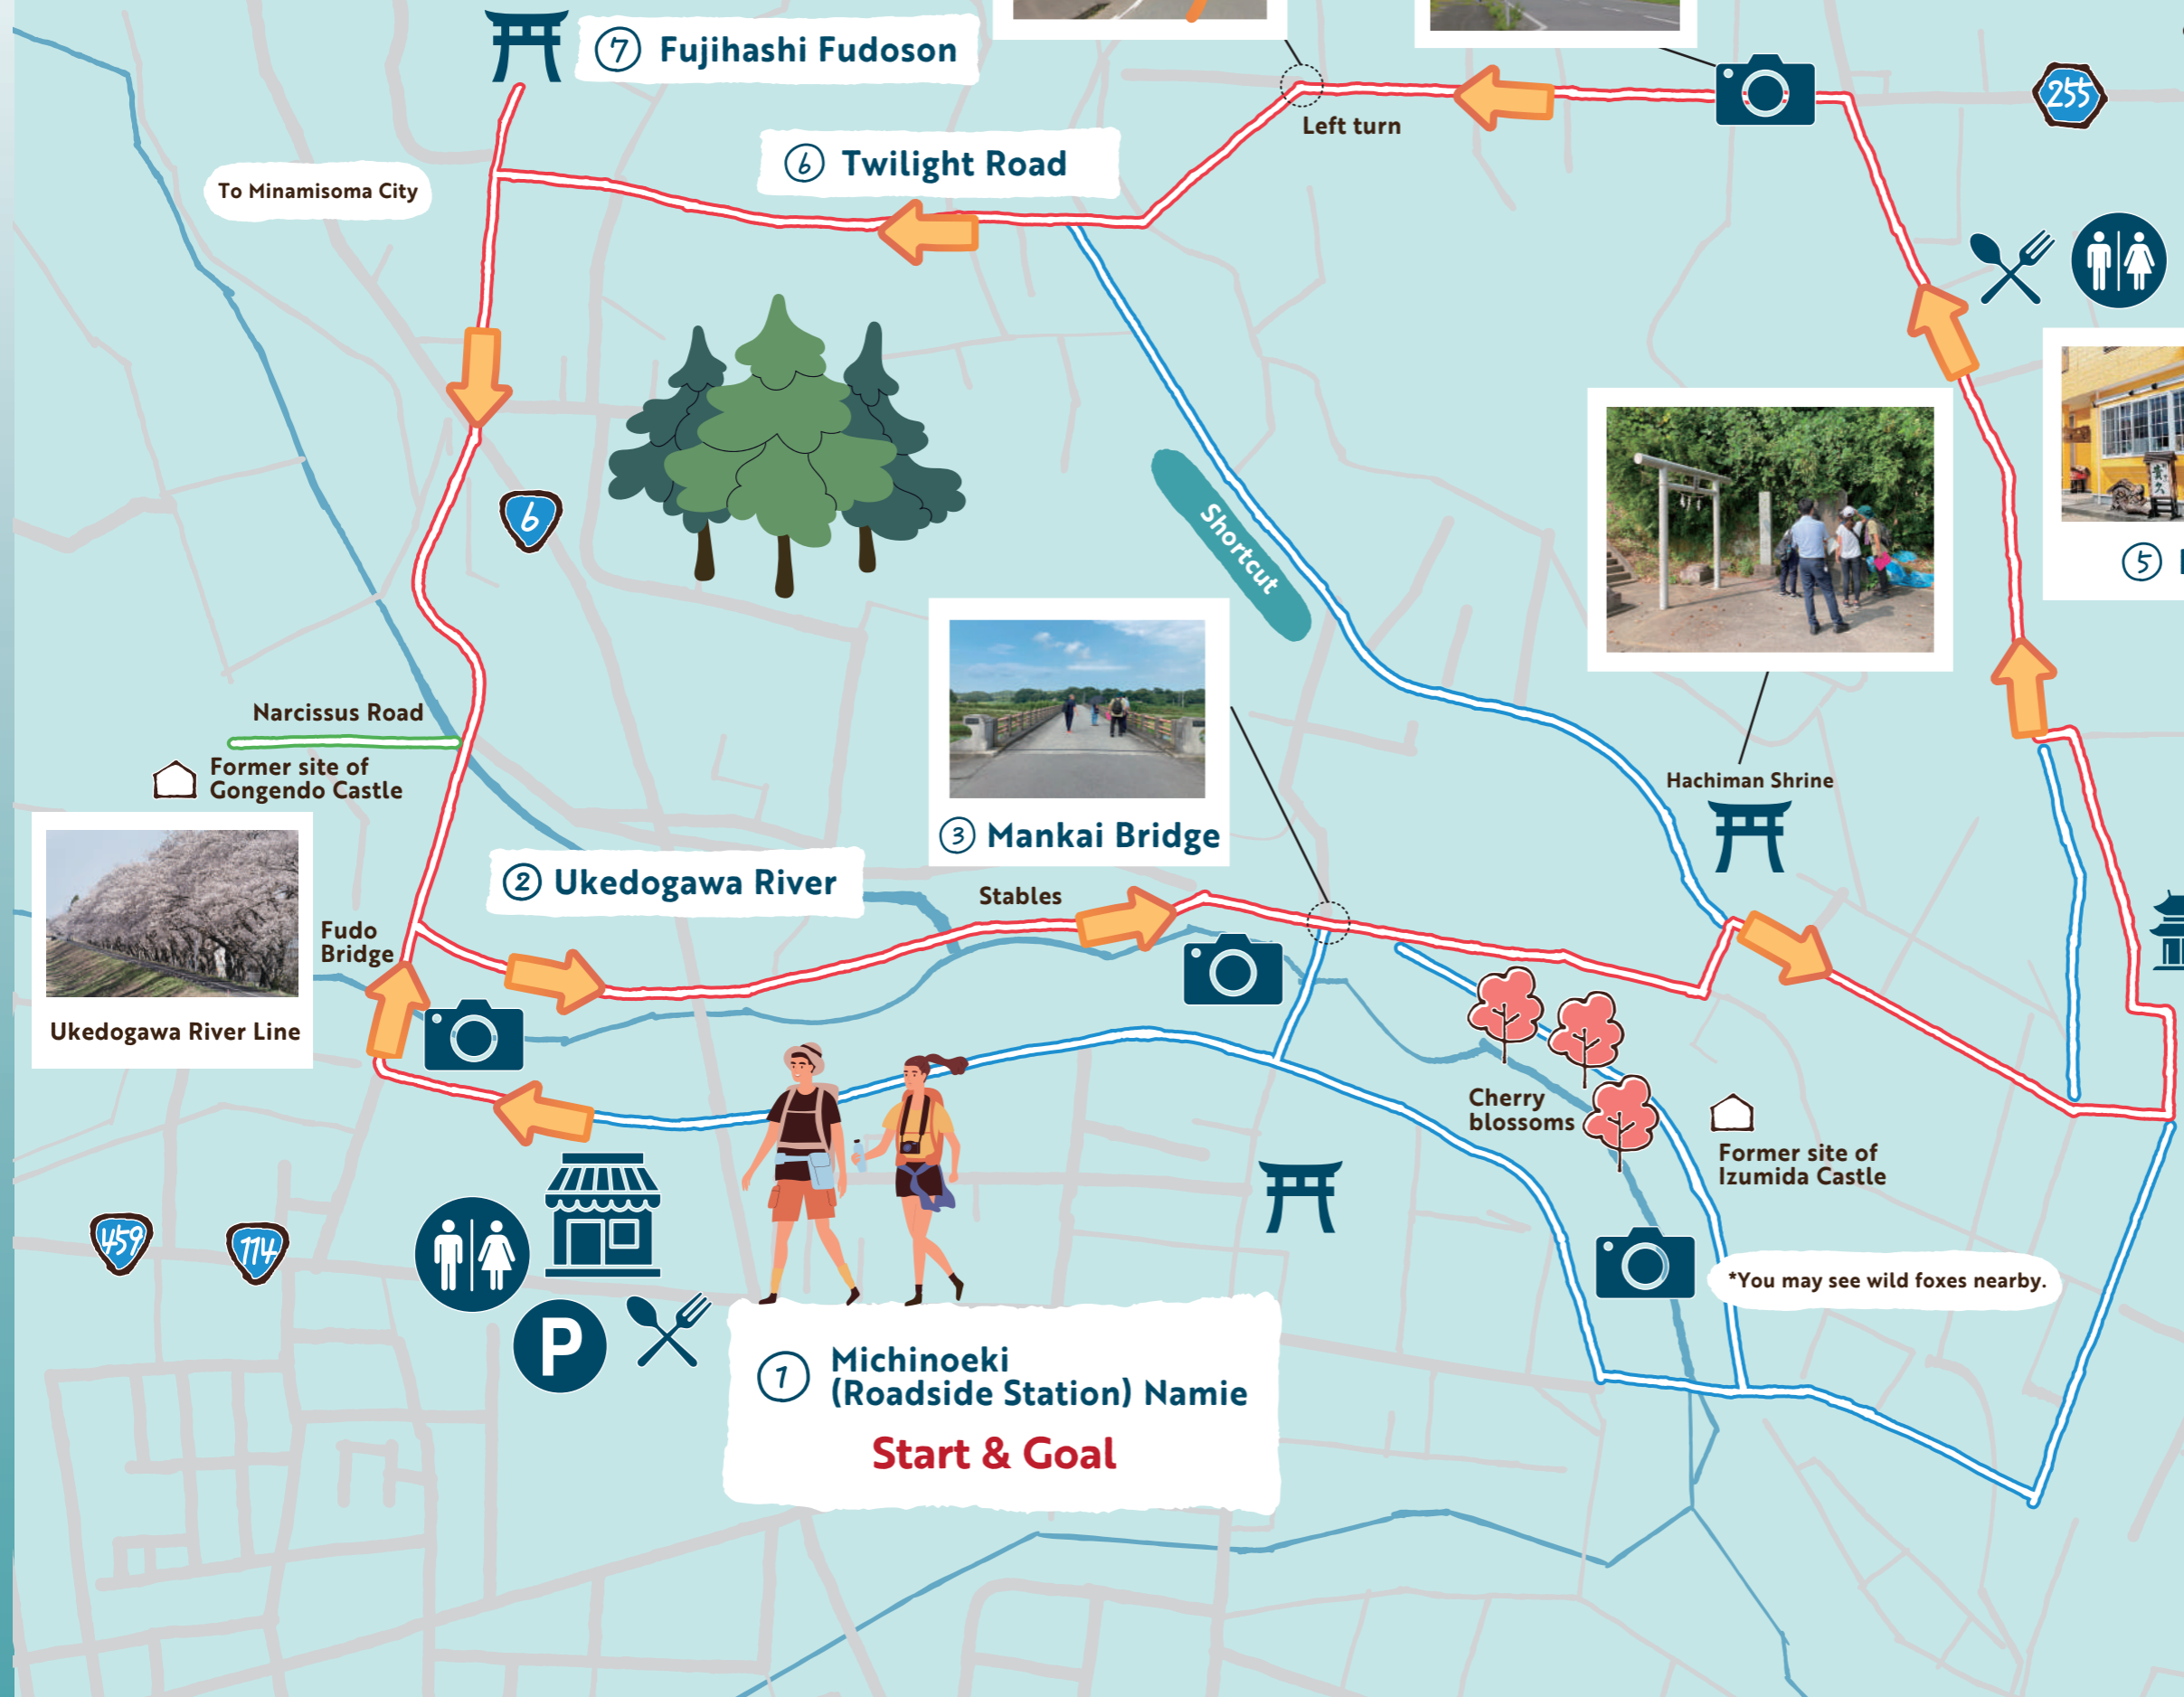 ⑦ Fujihashi Fudoson
Left turn
255
⑥ Twilight Road
To Minamisoma City
6
Shortcut
⑤
Narcissus Road
Former site of
Gongendo Castle
Hachiman Shrine
③ Mankai Bridge
② Ukedogawa River
Stables
Fudo
Bridge
Ukedogawa River Line
Cherry
blossoms
Former site of
Izumida Castle
459
114
*You may see wild foxes nearby.
P
① Michinoeki
(Roadside Station) Namie
Start & Goal